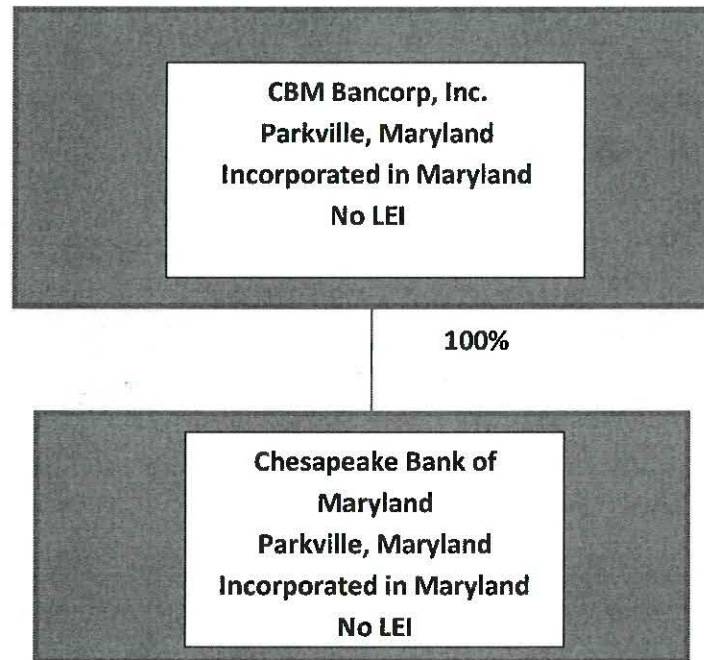 CBM Bancorp, Inc.
Parkville, Maryland
Incorporated in Maryland
No LEI
100%
Chesapeake Bank of
Maryland
Parkville, Maryland
Incorporated in Maryland
No LEI